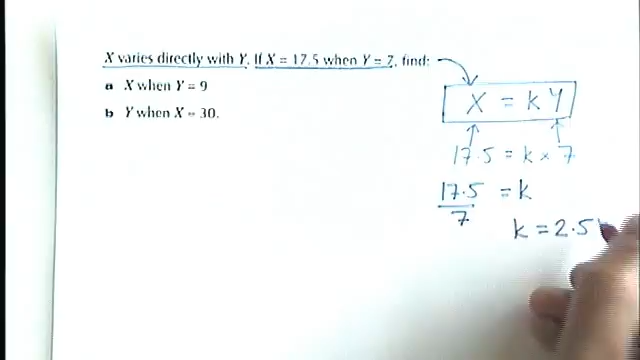 X varies directly with Y. If X = 17.5 when Y = 7, find:
a X when Y = 9
b Y when X = 30.
X = k Y
17.5 = k × 7
17.5 / 7 = k
k = 2.5